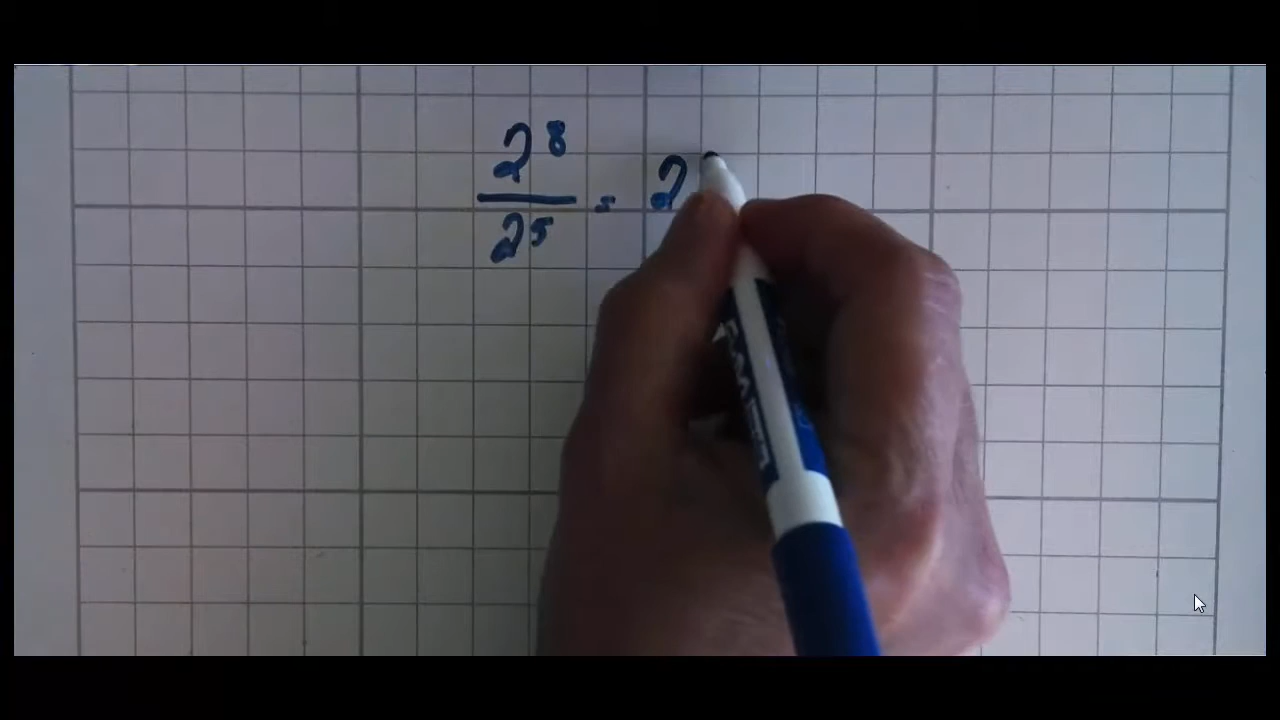 2⁸/2⁵ = 2